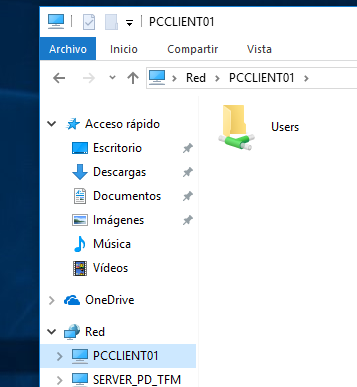 PCCLIENT01
Archivo Inicio Compartir Vista
Red PCCLIENT01
Acceso rápido
Escritorio
Descargas
Documentos
Imágenes
Música
Vídeos
OneDrive
Red
PCCLIENT01
SERVER_PD_TFM
Users